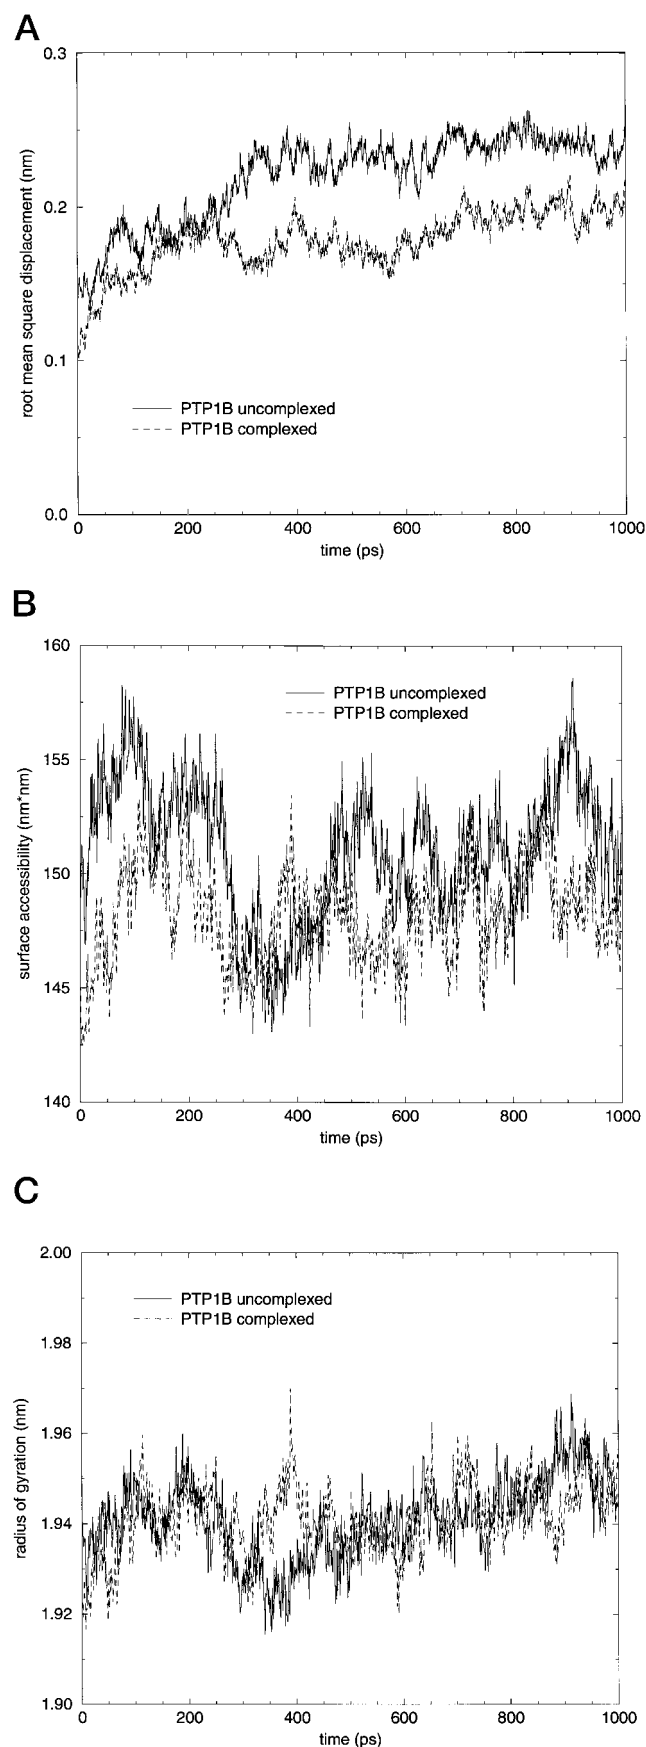 A
0.3
0.2
0.1
0.0
root mean square displacement (nm)
PTP1B uncomplexed
PTP1B complexed
0 200 400 600 800 1000
time (ps)
B
160
155
150
145
140
surface accessibility (nm*nm)
PTP1B uncomplexed
PTP1B complexed
0 200 400 600 800 1000
time (ps)
C
2.00
1.98
1.96
1.94
1.92
1.90
radius of gyration (nm)
PTP1B uncomplexed
PTP1B complexed
0 200 400 600 800 1000
time (ps)